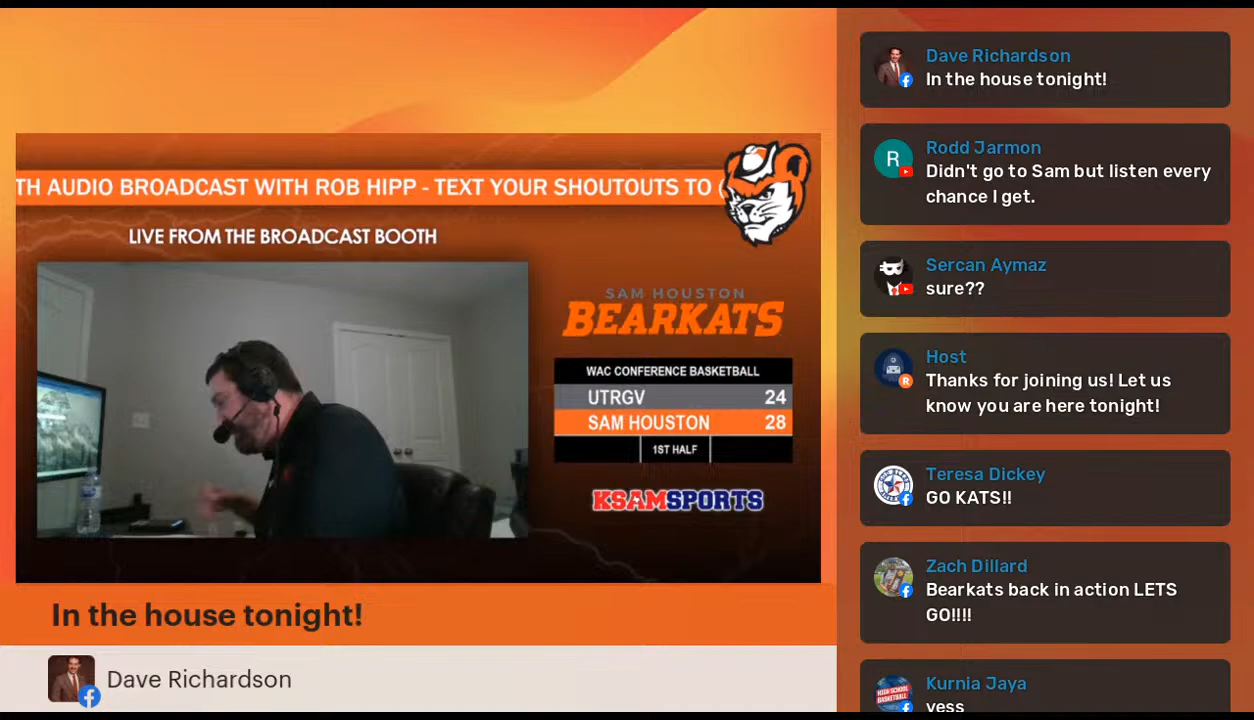 TH AUDIO BROADCAST WITH ROB HIPP - TEXT YOUR SHOUTOUTS TO
LIVE FROM THE BROADCAST BOOTH
SAM HOUSTON
BEARKATS
WAC CONFERENCE BASKETBALL
UTRGV 24
SAM HOUSTON 28
1ST HALF
KSAMSPORTS
In the house tonight!
Dave Richardson
Dave Richardson
In the house tonight!
R
Rodd Jarmon
Didn't go to Sam but listen every
chance I get.
Sercan Aymaz
sure??
Host
Thanks for joining us! Let us
know you are here tonight!
Teresa Dickey
GO KATS!!
Zach Dillard
Bearkats back in action LETS
GO!!!!
HIGH SCHOOL
BASKETBALL
Kurnia Jaya
yess